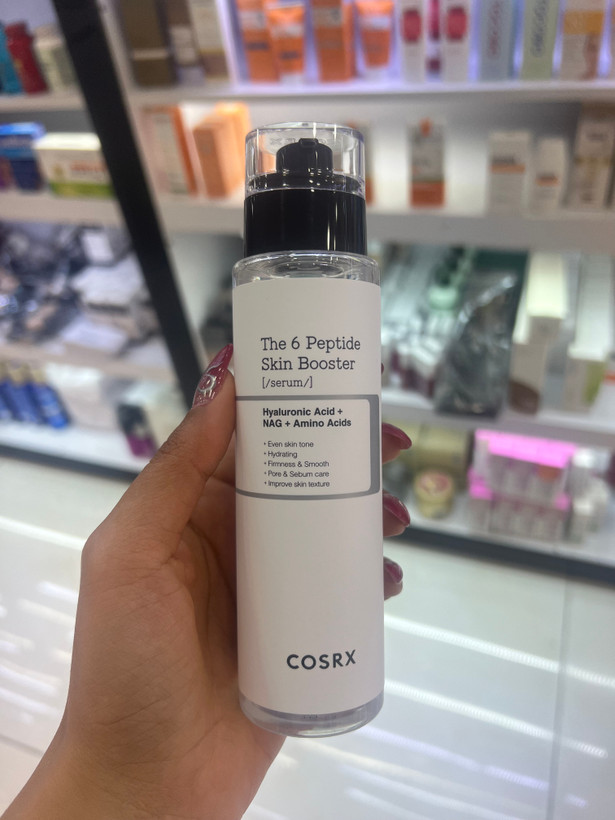 The 6 Peptide
Skin Booster
[/serum/]
Hyaluronic Acid +
NAG + Amino Acids
• Even skin tone
• Hydrating
• Firmness & Smooth
• Pore & Sebum care
• Improve skin texture
COSRX